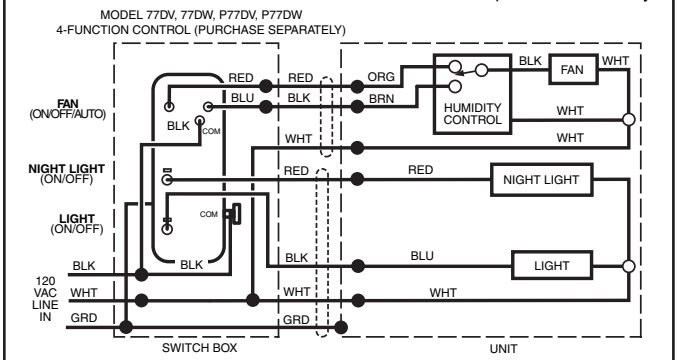 MODEL 77DV, 77DW, P77DV, P77DW
4-FUNCTION CONTROL (PURCHASE SEPARATELY)
RED RED ORG BLK FAN WHT
FAN
(ON/OFF/AUTO)
BLU BLK BRN
HUMIDITY
CONTROL
WHT
BLK COM
WHT WHT
NIGHT LIGHT
(ON/OFF)
RED RED NIGHT LIGHT
LIGHT
(ON/OFF)
COM
BLK BLU LIGHT
BLK BLK
120
VAC
LINE
IN
WHT WHT WHT
GRD GRD
SWITCH BOX UNIT